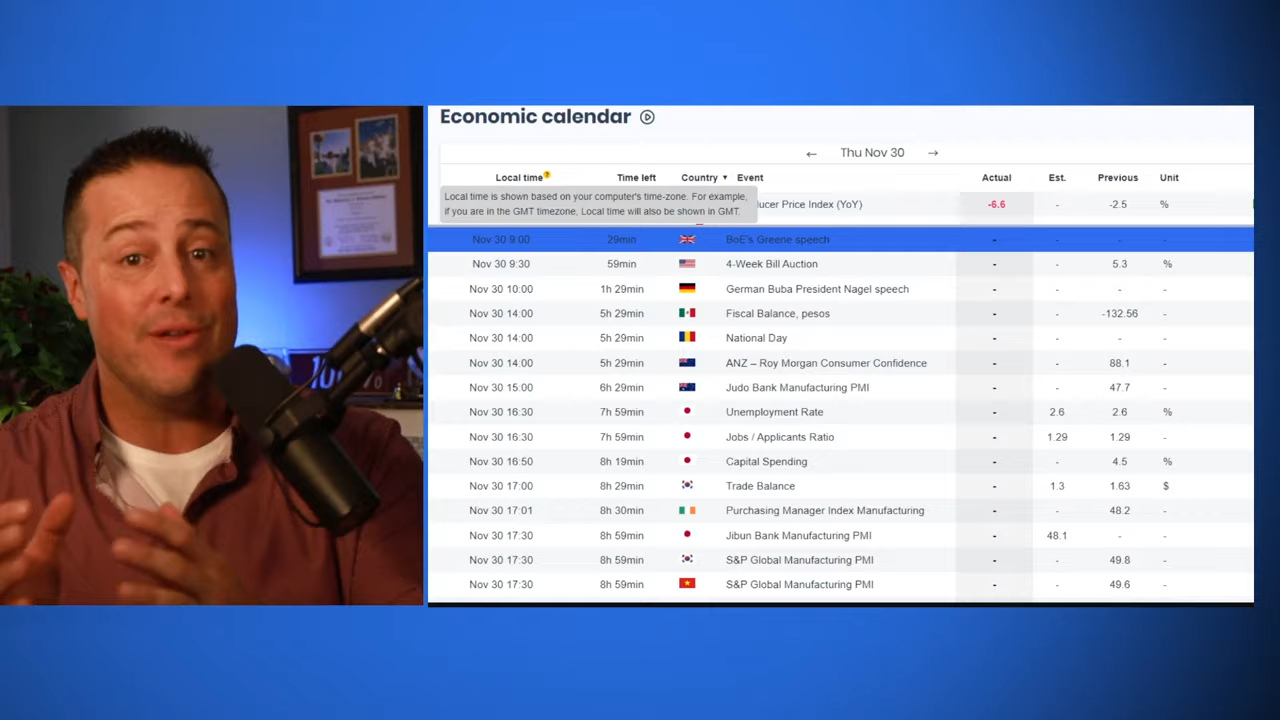 Economic calendar
← Thu Nov 30 →
Local time ? Time left Country ▼ Event Actual Est. Previous Unit
Local time is shown based on your computer's time-zone. For example,
if you are in the GMT timezone, Local time will also be shown in GMT.
ducer Price Index (YoY) -6.6 - -2.5 %
Nov 30 9:00 29min BoE's Greene speech - - - -
Nov 30 9:30 59min 4-Week Bill Auction - - 5.3 %
Nov 30 10:00 1h 29min German Buba President Nagel speech - - - -
Nov 30 14:00 5h 29min Fiscal Balance, pesos - - -132.56 -
Nov 30 14:00 5h 29min National Day - - - -
Nov 30 14:00 5h 29min ANZ – Roy Morgan Consumer Confidence - - 88.1 -
Nov 30 15:00 6h 29min Judo Bank Manufacturing PMI - - 47.7 -
Nov 30 16:30 7h 59min Unemployment Rate - 2.6 2.6 %
Nov 30 16:30 7h 59min Jobs / Applicants Ratio - 1.29 1.29 -
Nov 30 16:50 8h 19min Capital Spending - - 4.5 %
Nov 30 17:00 8h 29min Trade Balance - 1.3 1.63 $
Nov 30 17:01 8h 30min Purchasing Manager Index Manufacturing - - 48.2 -
Nov 30 17:30 8h 59min Jibun Bank Manufacturing PMI - 48.1 - -
Nov 30 17:30 8h 59min S&P Global Manufacturing PMI - - 49.8 -
Nov 30 17:30 8h 59min S&P Global Manufacturing PMI - - 49.6 -